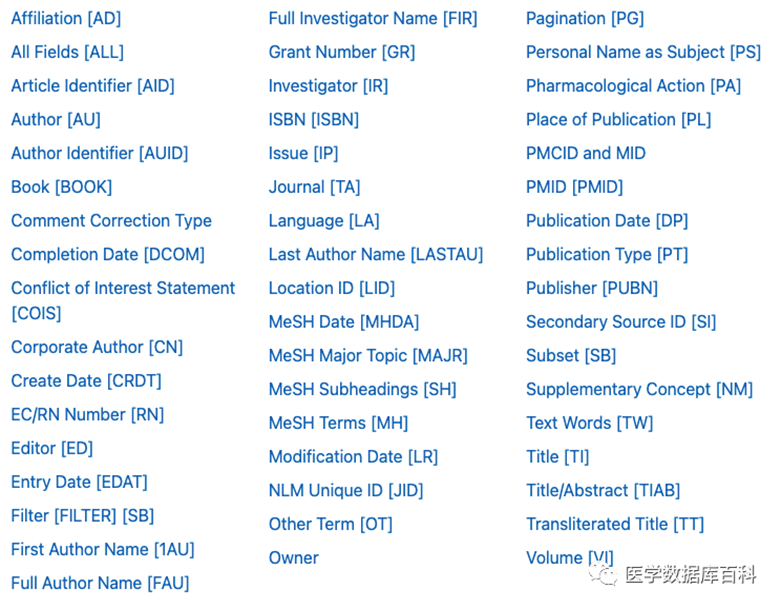 Affiliation [AD]
All Fields [ALL]
Article Identifier [AID]
Author [AU]
Author Identifier [AUID]
Book [BOOK]
Comment Correction Type
Completion Date [DCOM]
Conflict of Interest Statement
[COIS]
Corporate Author [CN]
Create Date [CRDT]
EC/RN Number [RN]
Editor [ED]
Entry Date [EDAT]
Filter [FILTER] [SB]
First Author Name [1AU]
Full Author Name [FAU]
Full Investigator Name [FIR]
Grant Number [GR]
Investigator [IR]
ISBN [ISBN]
Issue [IP]
Journal [TA]
Language [LA]
Last Author Name [LASTAU]
Location ID [LID]
MeSH Date [MHDA]
MeSH Major Topic [MAJR]
MeSH Subheadings [SH]
MeSH Terms [MH]
Modification Date [LR]
NLM Unique ID [JID]
Other Term [OT]
Owner
Pagination [PG]
Personal Name as Subject [PS]
Pharmacological Action [PA]
Place of Publication [PL]
PMCID and MID
PMID [PMID]
Publication Date [DP]
Publication Type [PT]
Publisher [PUBN]
Secondary Source ID [SI]
Subset [SB]
Supplementary Concept [NM]
Text Words [TW]
Title [TI]
Title/Abstract [TIAB]
Transliterated Title [TT]
Volume [VI]
医学数据库百科